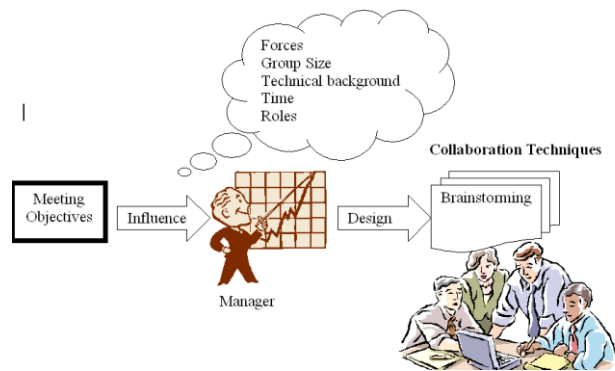 Forces
Group Size
Technical background
Time
Roles
Collaboration Techniques
Meeting
Objectives
Influence
Design
Brainstorming
Manager